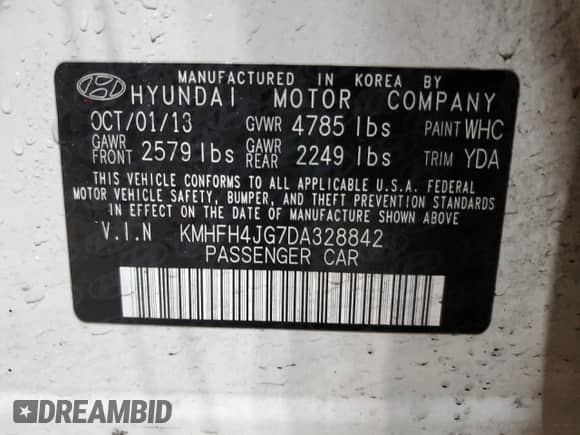 MANUFACTURED IN KOREA BY
HYUNDAI MOTOR COMPANY
OCT/01/13 GVWR 4785 lbs PAINT WHC
GAWR FRONT 2579 lbs GAWR REAR 2249 lbs TRIM YDA
THIS VEHICLE CONFORMS TO ALL APPLICABLE U.S.A. FEDERAL
MOTOR VEHICLE SAFETY, BUMPER, AND THEFT PREVENTION STANDARDS
IN EFFECT ON THE DATE OF MANUFACTURE SHOWN ABOVE.
V.I.N KMHFH4JG7DA328842
PASSENGER CAR
DREAMBID